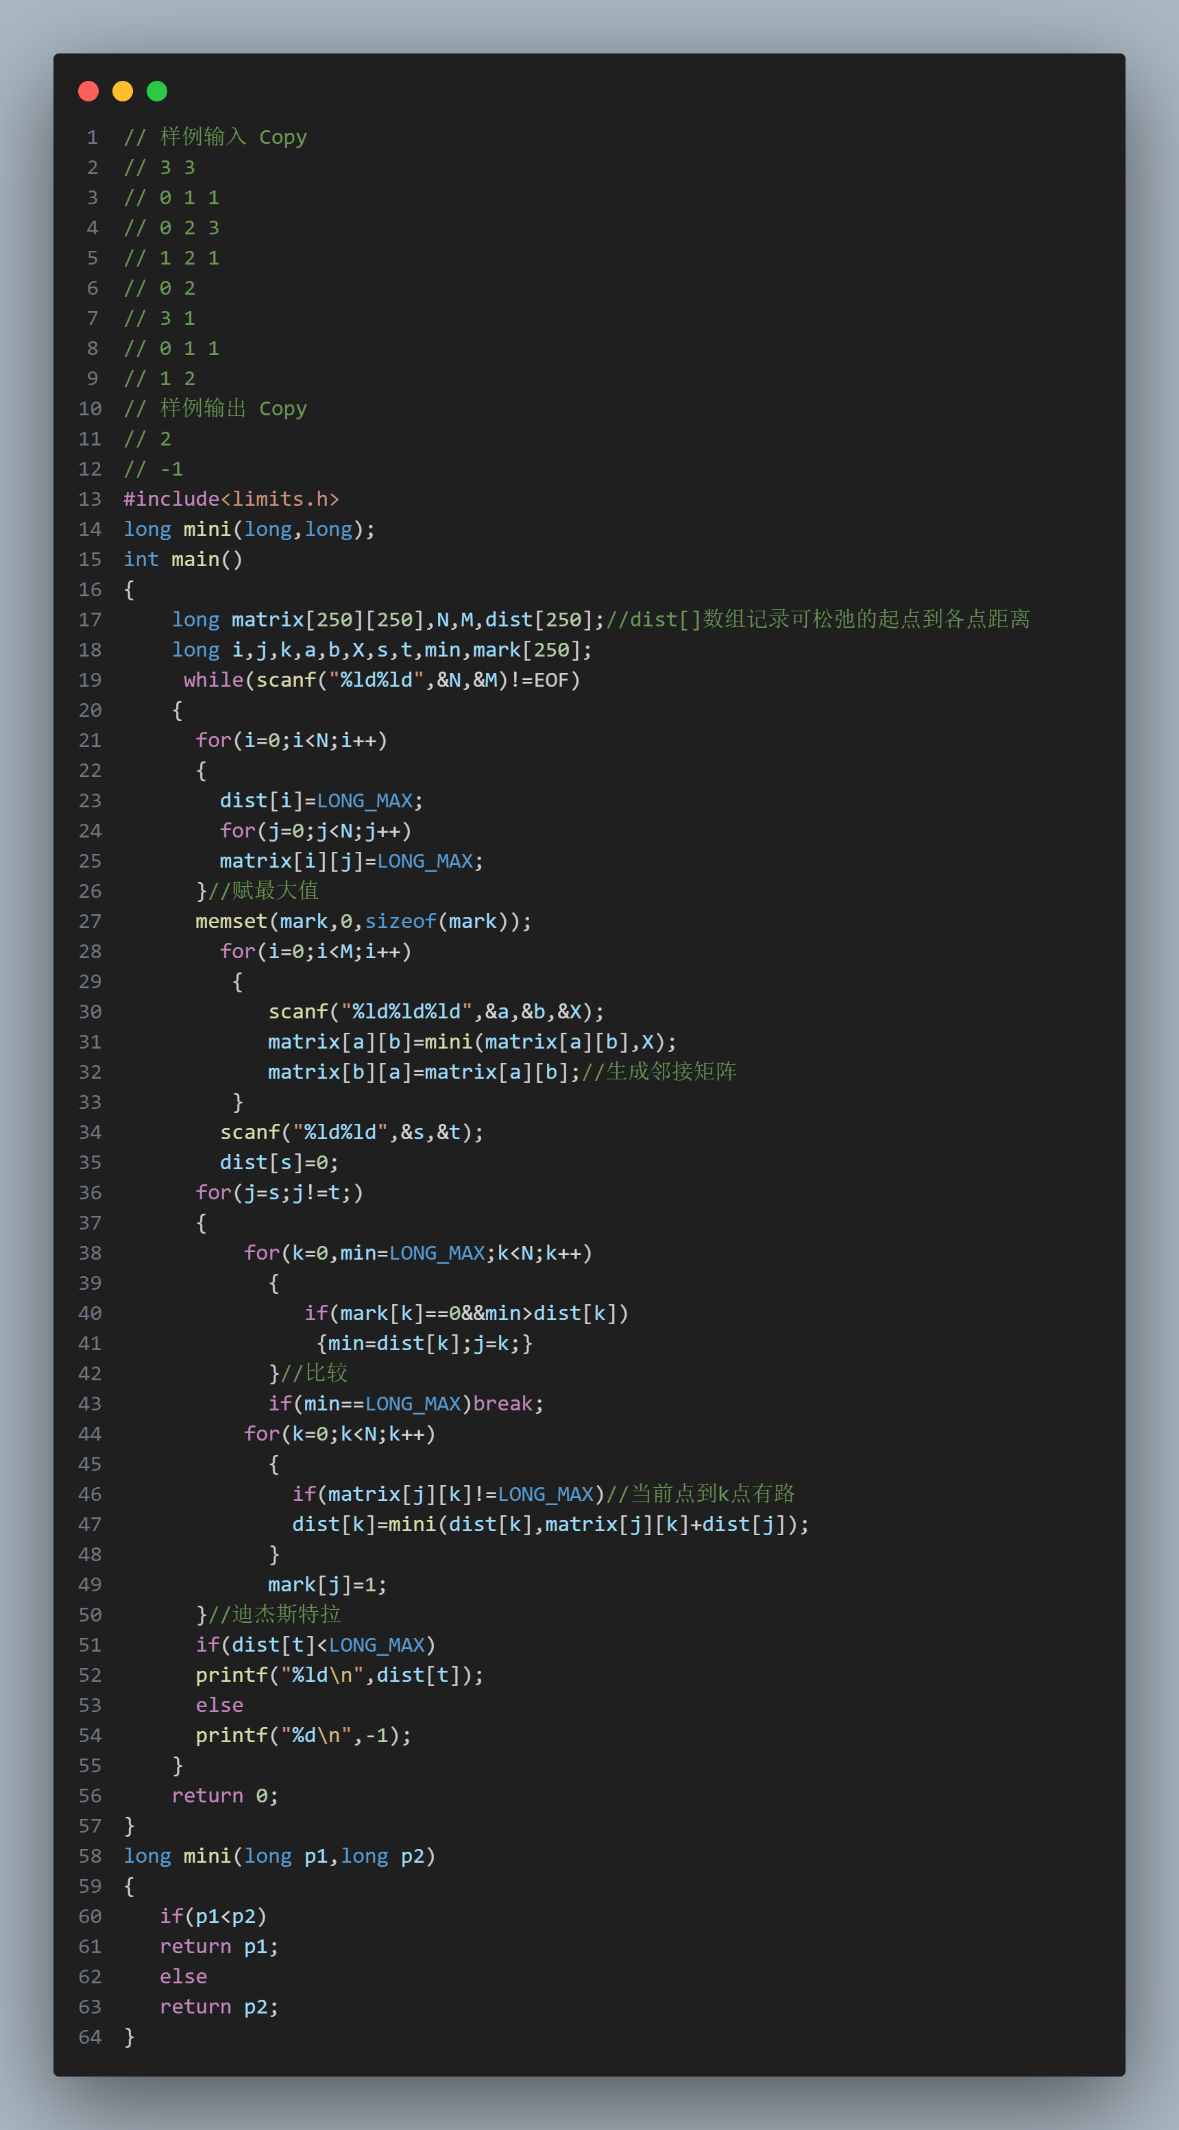 1 // 样例输入 Copy
2 // 3 3
3 // 0 1 1
4 // 0 2 3
5 // 1 2 1
6 // 0 2
7 // 3 1
8 // 0 1 1
9 // 1 2
10 // 样例输出 Copy
11 // 2
12 // -1
13 #include<limits.h>
14 long mini(long,long);
15 int main()
16 {
17     long matrix[250][250],N,M,dist[250];//dist[]数组记录可松弛的起点到各点距离
18     long i,j,k,a,b,X,s,t,min,mark[250];
19      while(scanf("%ld%ld",&N,&M)!=EOF)
20     {
21       for(i=0;i<N;i++)
22       {
23         dist[i]=LONG_MAX;
24         for(j=0;j<N;j++)
25         matrix[i][j]=LONG_MAX;
26       }//赋最大值
27       memset(mark,0,sizeof(mark));
28         for(i=0;i<M;i++)
29          {
30             scanf("%ld%ld%ld",&a,&b,&X);
31             matrix[a][b]=mini(matrix[a][b],X);
32             matrix[b][a]=matrix[a][b];//生成邻接矩阵
33          }
34         scanf("%ld%ld",&s,&t);
35         dist[s]=0;
36       for(j=s;j!=t;)
37       {
38           for(k=0,min=LONG_MAX;k<N;k++)
39             {
40                if(mark[k]==0&&min>dist[k])
41                 {min=dist[k];j=k;}
42             }//比较
43             if(min==LONG_MAX)break;
44           for(k=0;k<N;k++)
45             {
46               if(matrix[j][k]!=LONG_MAX)//当前点到k点有路
47               dist[k]=mini(dist[k],matrix[j][k]+dist[j]);
48             }
49             mark[j]=1;
50       }//迪杰斯特拉
51       if(dist[t]<LONG_MAX)
52       printf("%ld\n",dist[t]);
53       else
54       printf("%d\n",-1);
55     }
56     return 0;
57 }
58 long mini(long p1,long p2)
59 {
60    if(p1<p2)
61    return p1;
62    else
63    return p2;
64 }